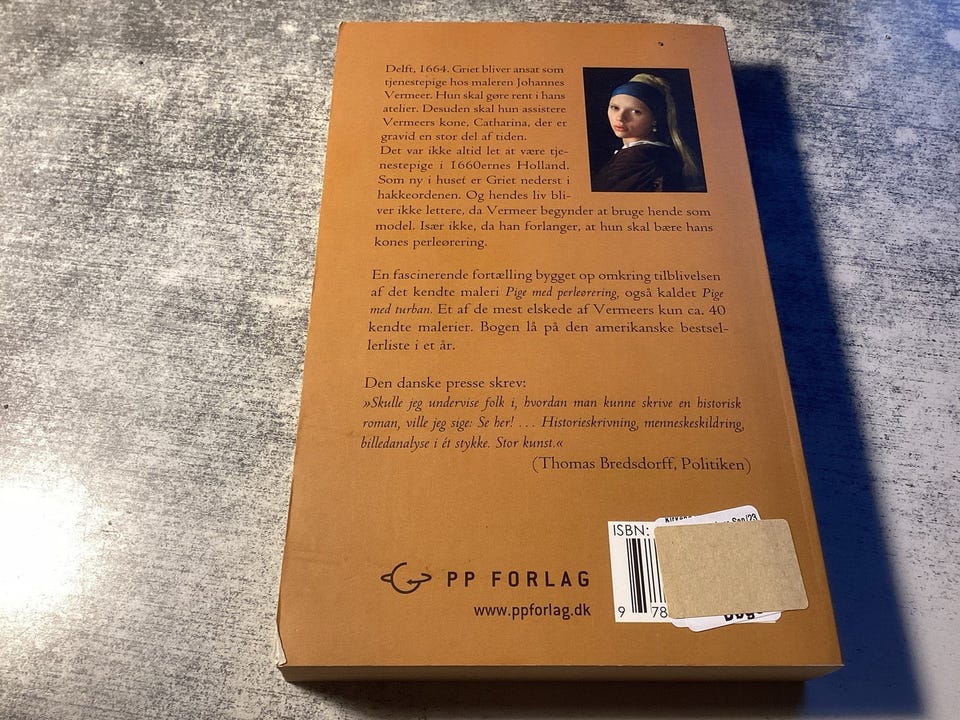 Delft, 1664. Griet bliver ansat som
tjenestepige hos maleren Johannes
Vermeer. Hun skal gøre rent i hans
atelier. Desuden skal hun assistere
Vermeers kone, Catharina, der er
gravid en stor del af tiden.
Det var ikke altid let at være tje-
nestepige i 1660ernes Holland.
Som ny i huset er Griet nederst i
hakkeordenen. Og hendes liv bli-
ver ikke lettere, da Vermeer begynder at bruge hende som
model. Især ikke, da han forlanger, at hun skal bære hans
kones perleørering.
En fascinerende fortælling bygget op omkring tilblivelsen
af det kendte maleri Pige med perleørering, også kaldet Pige
med turban. Et af de mest elskede af Vermeers kun ca. 40
kendte malerier. Bogen lå på den amerikanske bestsel-
lerliste i et år.
Den danske presse skrev:
»Skulle jeg undervise folk i, hvordan man kunne skrive en historisk
roman, ville jeg sige: Se her! ... Historieskrivning, menneskeskildring,
billedanalyse i ét stykke. Stor kunst.«
(Thomas Bredsdorff, Politiken)
ISBN:
PP FORLAG
www.ppforlag.dk
9 78